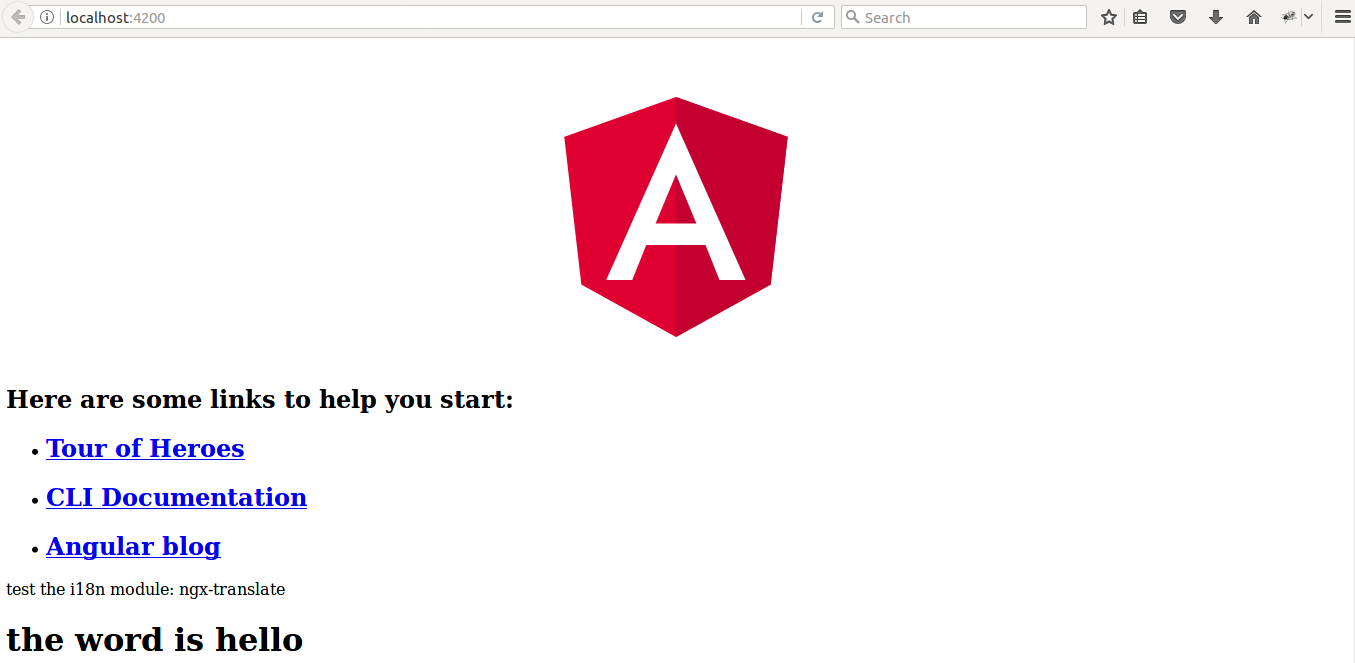 localhost:4200
Search
A
Here are some links to help you start:
Tour of Heroes
CLI Documentation
Angular blog
test the i18n module: ngx-translate
the word is hello